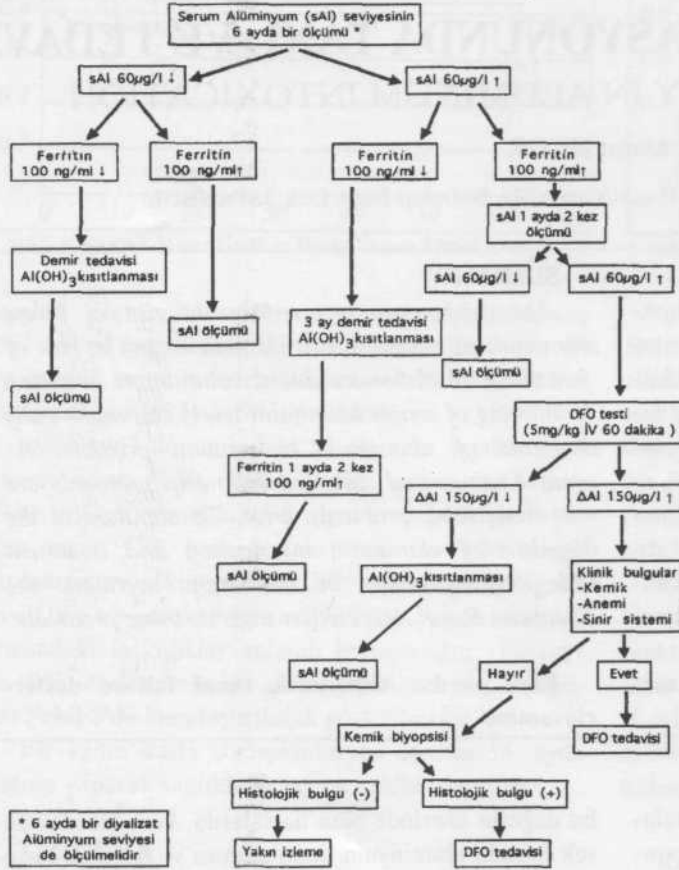 Serum Alüminyum (sAl) seviyesinin
6 ayda bir ölçümü *
sAl 60µg/l ↓
sAl 60µg/l ↑
Ferritin
100 ng/ml ↓
Ferritin
100 ng/ml↑
Ferritin
100 ng/ml ↓
Ferritin
100 ng/ml↑
sAl 1 ayda 2 kez
ölçümü
Demir tedavisi
Al(OH)3kısıtlanması
sAl 60µg/l ↓
sAl 60µg/l ↑
sAl ölçümü
3 ay demir tedavisi
Al(OH)3kısıtlanması
sAl ölçümü
sAl ölçümü
DFO testi
(5mg/kg İV 60 dakika )
Ferritin 1 ayda 2 kez
100 ng/ml↑
ΔAl 150µg/l ↓
ΔAl 150µg/l ↑
sAl ölçümü
Al(OH)3kısıtlanması
Klinik bulgular
-Kemik
-Anemi
-Sinir sistemi
sAl ölçümü
Hayır
Evet
Kemik biyopsisi
DFO tedavisi
Histolojik bulgu (-)
Histolojik bulgu (+)
Yakın izleme
DFO tedavisi
* 6 ayda bir diyalizat
Alüminyum seviyesi
de ölçülmelidir